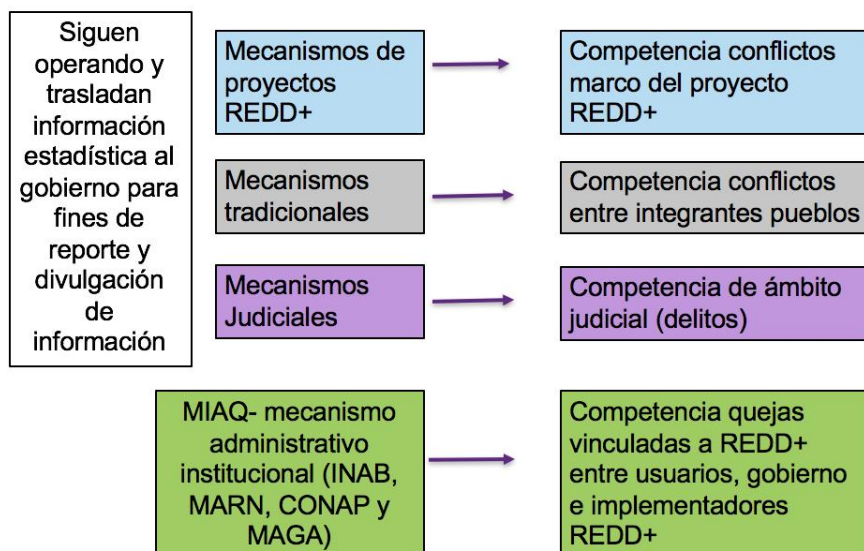 Siguen
operando y
trasladan
información
estadística al
gobierno para
fines de
reporte y
divulgación
de
información
Mecanismos de
proyectos
REDD+
Competencia conflictos
marco del proyecto
REDD+
Mecanismos
tradicionales
Competencia conflictos
entre integrantes pueblos
Mecanismos
Judiciales
Competencia de ámbito
judicial (delitos)
MIAQ- mecanismo
administrativo
institucional (INAB,
MARN, CONAP y
MAGA)
Competencia quejas
vinculadas a REDD+
entre usuarios, gobierno
e implementadores
REDD+